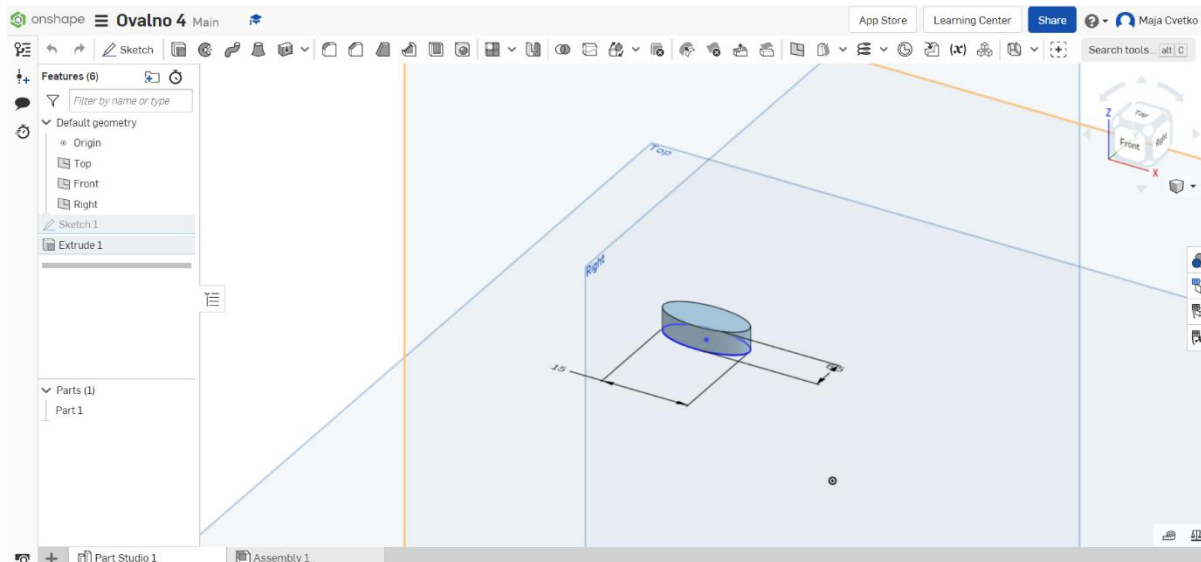 onshape Ovalno 4 Main App Store Learning Center Share Maja Cvetko
Sketch Search tools... alt C
Features (6)
Filter by name or type
Default geometry
Origin
Top
Front
Right
Sketch 1
Extrude 1
Parts (1)
Part 1
Top
Right
15
Z
Top
Front Right
X
Part Studio 1 Assembly 1